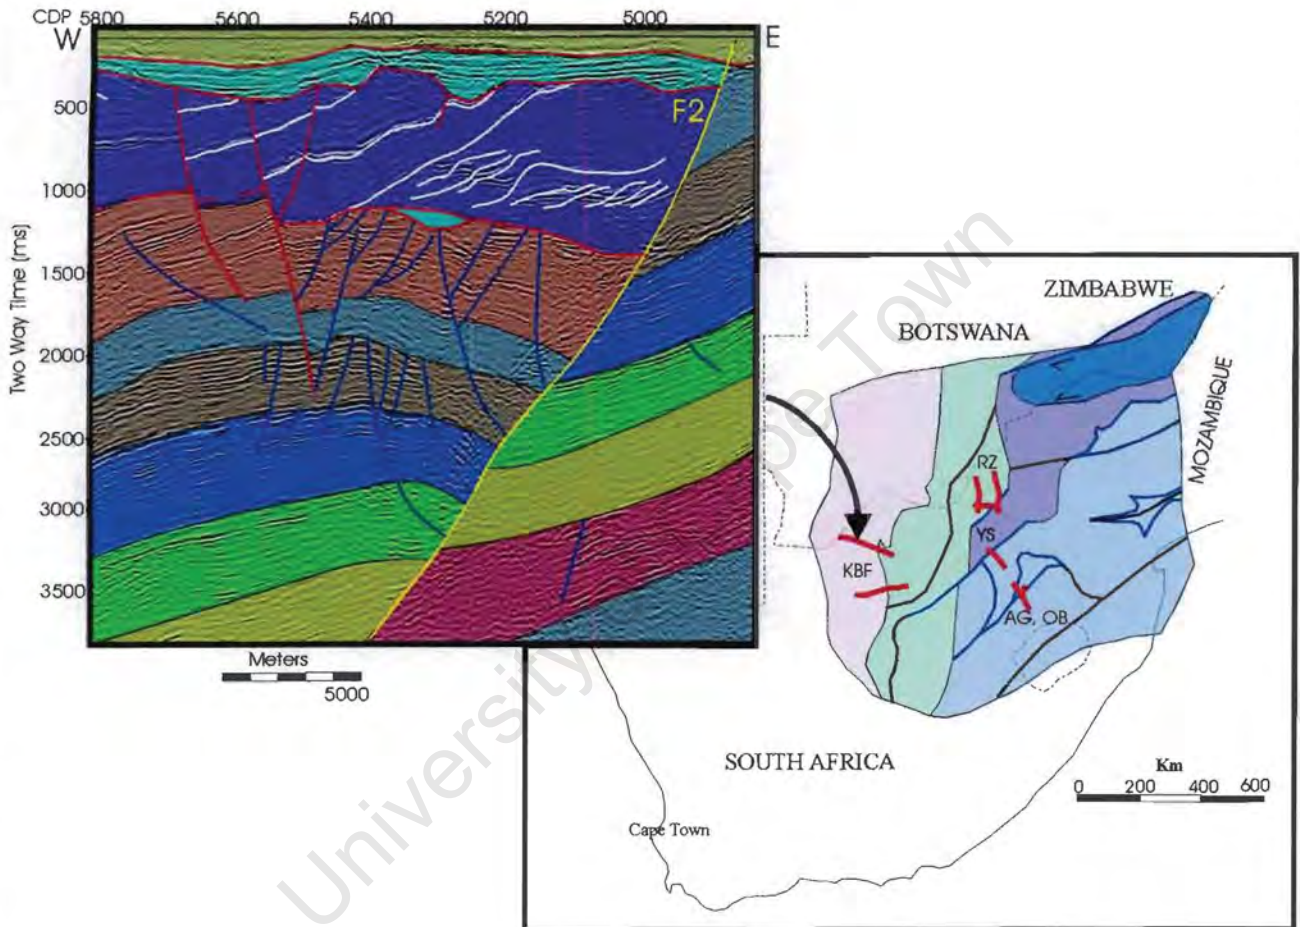 CDP 5800 5600 5400 5200 5000
W E
500
F2
1000
1500
2000
2500
3000
3500
Two Way Time (ms)
Meters
5000
ZIMBABWE
BOTSWANA
MOZAMBIQUE
RZ
YS
KBF
AG, OB
SOUTH AFRICA
Km
0 200 400 600
Cape Town
University of Cape Town